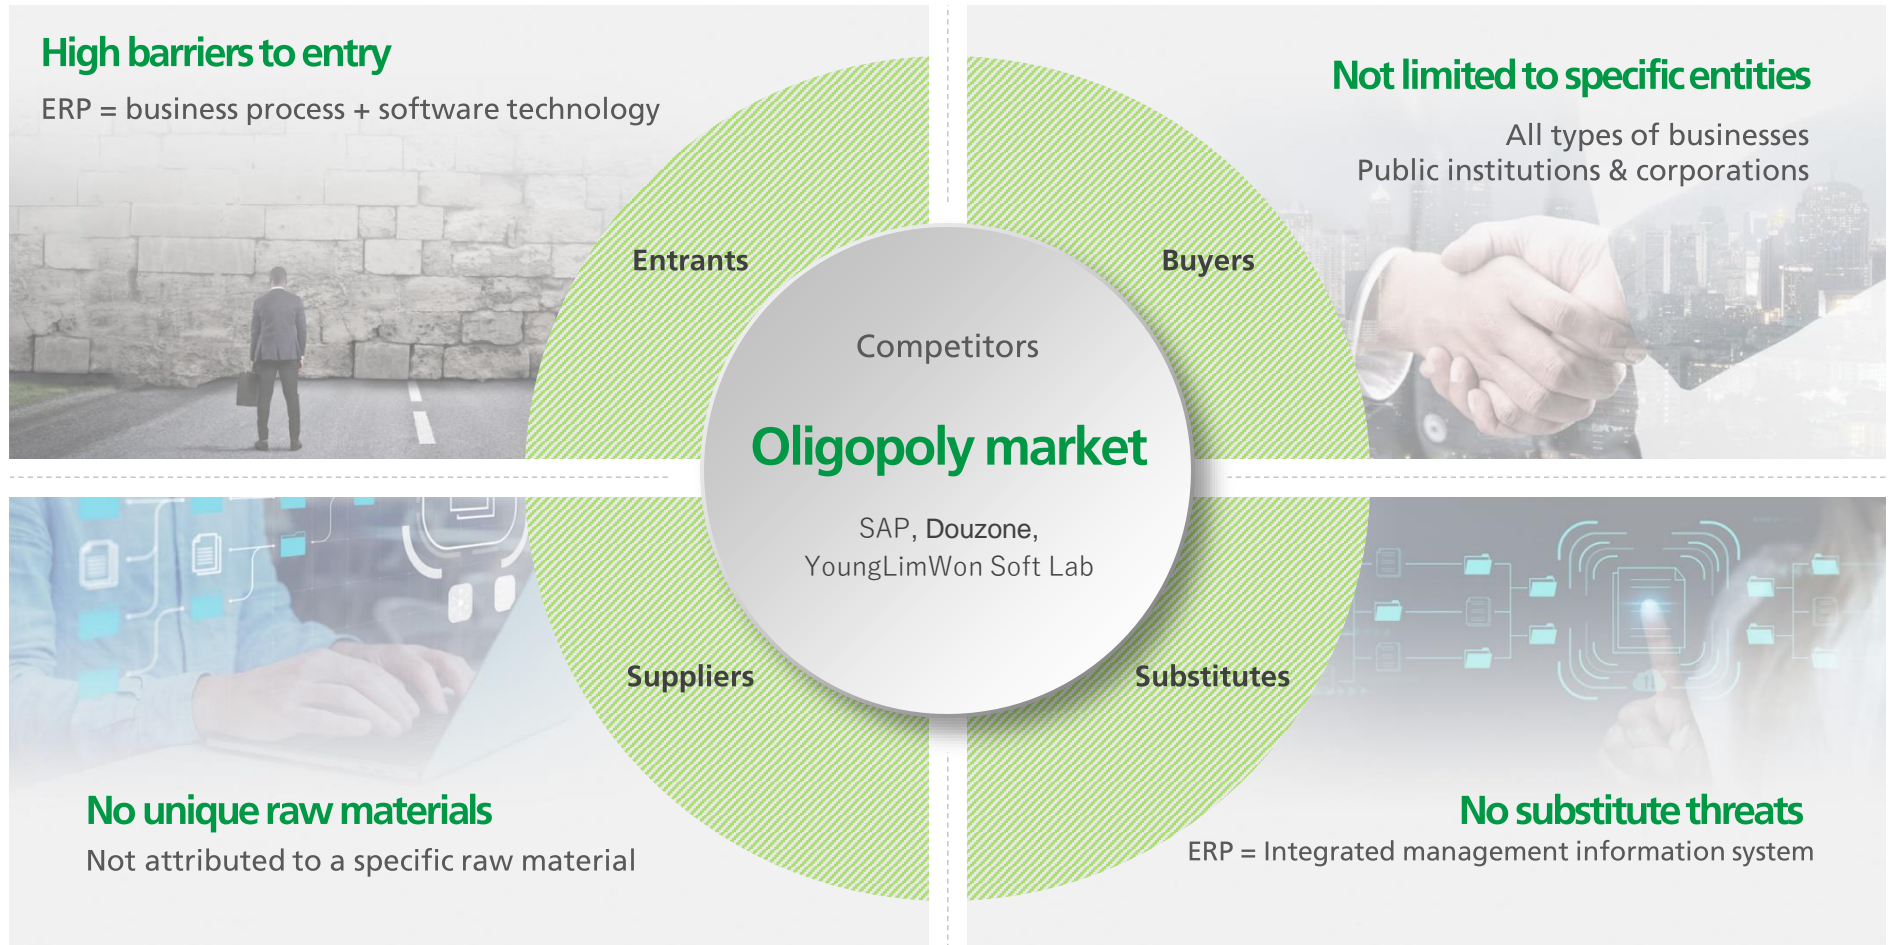 High barriers to entry
ERP = business process + software technology
Not limited to specific entities
All types of businesses
Public institutions & corporations
Entrants
Buyers
Competitors
Oligopoly market
SAP, Douzone,
YoungLimWon Soft Lab
Suppliers
Substitutes
No unique raw materials
Not attributed to a specific raw material
No substitute threats
ERP = Integrated management information system